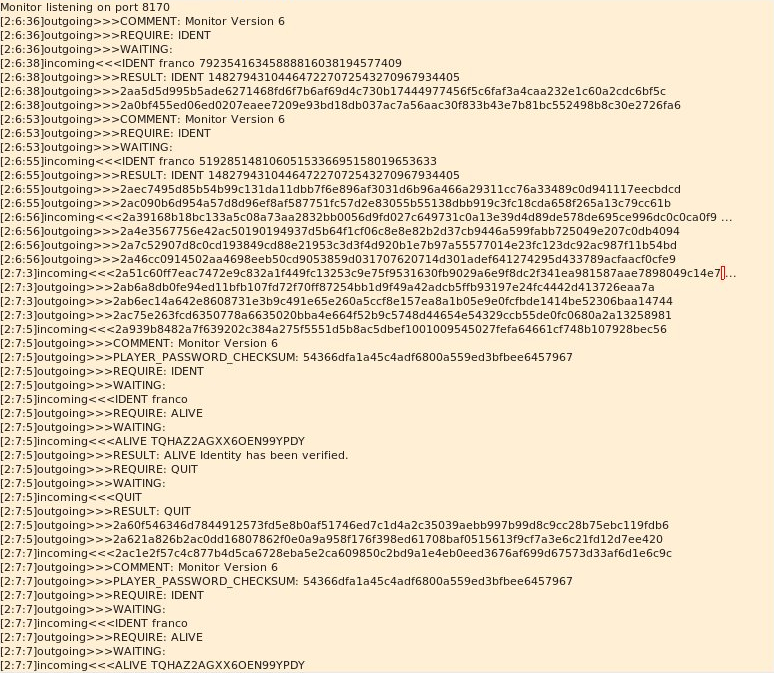 Monitor listening on port 8170
[2:6:36]outgoing>>>COMMENT: Monitor Version 6
[2:6:36]outgoing>>>REQUIRE: IDENT
[2:6:36]outgoing>>>WAITING:
[2:6:38]incoming<<<IDENT franco 79235416345888816038194577409
[2:6:38]outgoing>>>RESULT: IDENT 148279431044647227072543270967934405
[2:6:38]outgoing>>>2aa5d5d995b5ade6271468fd6f7b6af69d4c730b17444977456f5c6faf3a4caa232e1c60a2cdc6bf5c
[2:6:38]outgoing>>>2a0bf455ed06ed0207eaee7209e93bd18db037ac7a56aac30f833b43e7b81bc552498b8c30e2726fa6
[2:6:53]outgoing>>>COMMENT: Monitor Version 6
[2:6:53]outgoing>>>REQUIRE: IDENT
[2:6:53]outgoing>>>WAITING:
[2:6:55]incoming<<<IDENT franco 519285148106051533669515801965​3633
[2:6:55]outgoing>>>RESULT: IDENT 148279431044647227072543270967934405
[2:6:55]outgoing>>>2aec7495d85b54b99c131da11dbb7f6e896af3031d6b96a466a29311cc76a33489c0d941117eecbdcd
[2:6:55]outgoing>>>2ac090b6d954a57d8d96ef8af587751fc57d2e83055b55138dbb919c3fc18cda658f265a13c79cc61b
[2:6:56]incoming<<<2a39168b18bc133a5c08a73aa2832bb0056d9fd027c649731c0a13e39d4d89de578de695ce996dc0c0ca0f9 ...
[2:6:56]outgoing>>>2a4e3567756e42ac50190194937d5b64f1cf06c8e8e82b2d37cb9446a599fabb725049e207c0db4094
[2:6:56]outgoing>>>2a7c52907d8c0cd193849cd88e21953c3d3f4d920b1e7b97a55577014e23fc123dc92ac987f11b54bd
[2:6:56]outgoing>>>2a46cc0914502aa4698eeb50cd9053859d031707620714d301adef641274295d433789acfaacf0cfe9
[2:7:3]incoming<<<2a51c60ff7eac7472e9c832a1f449fc13253c9e75f9531630fb9029a6e9f8dc2f341ea981587aae7898049c14e7...
[2:7:3]outgoing>>>2ab6a8db0fe94ed11bfb107fd72f70ff87254bb1d9f49a42adcb5ffb93197e24fc4442d413726eaa7a
[2:7:3]outgoing>>>2ab6ec14a642e8608731e3b9c491e65e260a5ccf8e157ea8a1b05e9e0fcfbde1414be52306baa14744
[2:7:3]outgoing>>>2ac75e263fcd6350778a6635020bba4e664f52b9c5748d44654e54329ccb55de0fc0680a2a13258981
[2:7:5]incoming<<<2a939b8482a7f639202c384a275f5551d5b8ac5dbef1001009545027fefa64661cf748b107928bec56
[2:7:5]outgoing>>>COMMENT: Monitor Version 6
[2:7:5]outgoing>>>PLAYER_PASSWORD_CHECKSUM: 54366dfa1a45c4adf6800a559ed3bfbee6457967
[2:7:5]outgoing>>>REQUIRE: IDENT
[2:7:5]outgoing>>>WAITING:
[2:7:5]incoming<<<IDENT franco
[2:7:5]outgoing>>>REQUIRE: ALIVE
[2:7:5]outgoing>>>WAITING:
[2:7:5]incoming<<<ALIVE TQHAZ2AGXX6OEN99YPDY
[2:7:5]outgoing>>>RESULT: ALIVE Identity has been verified.
[2:7:5]outgoing>>>REQUIRE: QUIT
[2:7:5]outgoing>>>WAITING:
[2:7:5]incoming<<<QUIT
[2:7:5]outgoing>>>RESULT: QUIT
[2:7:5]outgoing>>>2a60f546346d7844912573fd5e8b0af51746ed7c1d4a2c35039aebb997b99d8c9cc28b75ebc119fdb6
[2:7:5]outgoing>>>2a621a826b2ac0dd16807862f0e0a9a958f176f398ed61708baf0515613f9cf7a3e6c21fd12d7ee420
[2:7:7]incoming<<<2ac1e2f57c4c877b4d5ca6728eba5e2ca609850c2bd9a1e4eb0eed3676af699d67573d33af6d1e6c9c
[2:7:7]outgoing>>>COMMENT: Monitor Version 6
[2:7:7]outgoing>>>PLAYER_PASSWORD_CHECKSUM: 54366dfa1a45c4adf6800a559ed3bfbee6457967
[2:7:7]outgoing>>>REQUIRE: IDENT
[2:7:7]outgoing>>>WAITING:
[2:7:7]incoming<<<IDENT franco
[2:7:7]outgoing>>>REQUIRE: ALIVE
[2:7:7]outgoing>>>WAITING:
[2:7:7]incoming<<<ALIVE TQHAZ2AGXX6OEN99YPDY